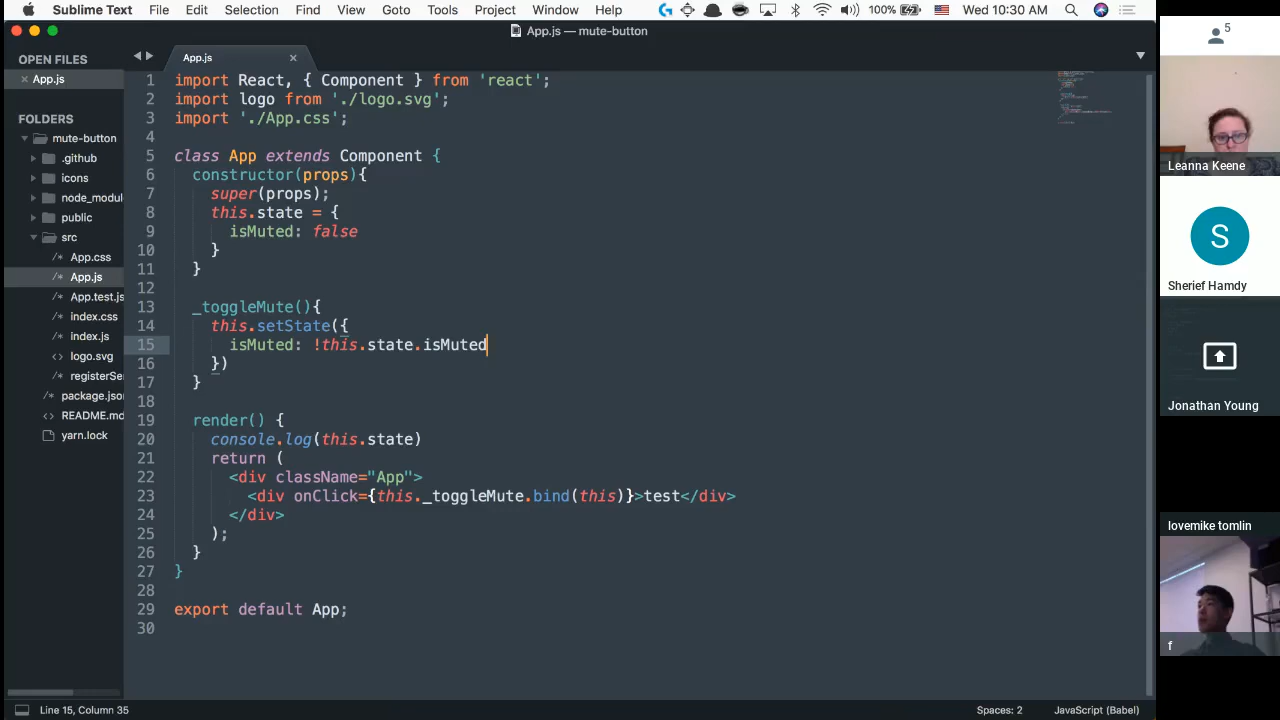 Sublime Text File Edit Selection Find View Goto Tools Project Window Help 100% Wed 10:30 AM
App.js — mute-button
OPEN FILES
App.js
FOLDERS
mute-button
.github
icons
node_modul
public
src
App.css
App.js
App.test.js
index.css
index.js
logo.svg
registerSe
package.jso
README.md
yarn.lock
App.js
1 import React, { Component } from 'react';
2 import logo from './logo.svg';
3 import './App.css';
4
5 class App extends Component {
6 constructor(props){
7 super(props);
8 this.state = {
9 isMuted: false
10 }
11 }
12
13 _toggleMute(){
14 this.setState({
15 isMuted: !this.state.isMuted
16 })
17 }
18
19 render() {
20 console.log(this.state)
21 return (
22 <div className="App">
23 <div onClick={this._toggleMute.bind(this)}>test</div>
24 </div>
25 );
26 }
27 }
28
29 export default App;
30
Line 15, Column 35
Spaces: 2
JavaScript (Babel)
5
Leanna Keene
S
Sherief Hamdy
Jonathan Young
lovemike tomlin
f